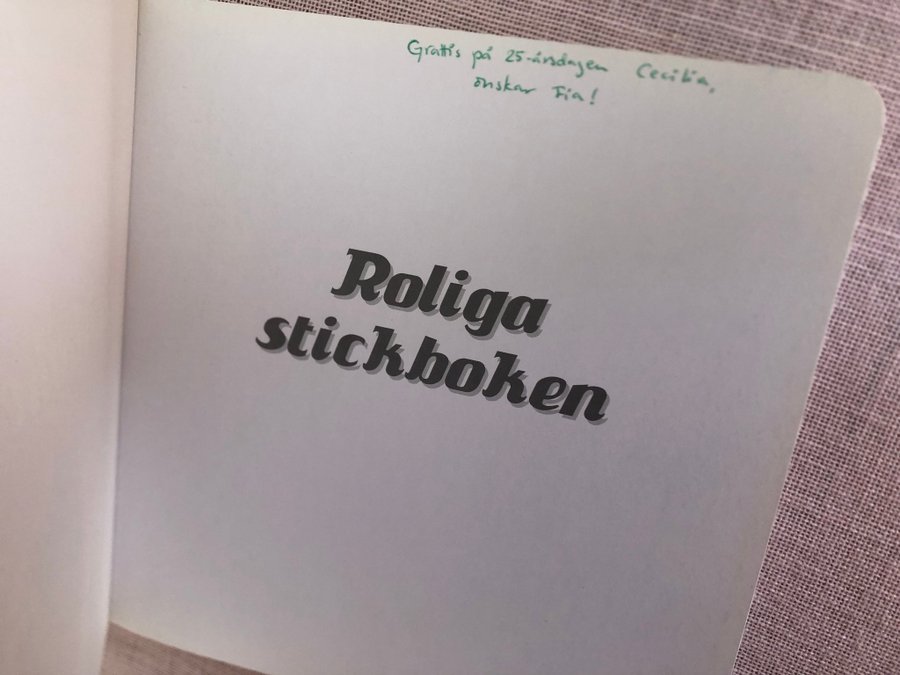 Grattis på 25-årsdagen Cecilia,
önskar Fia!
Roliga
stickboken